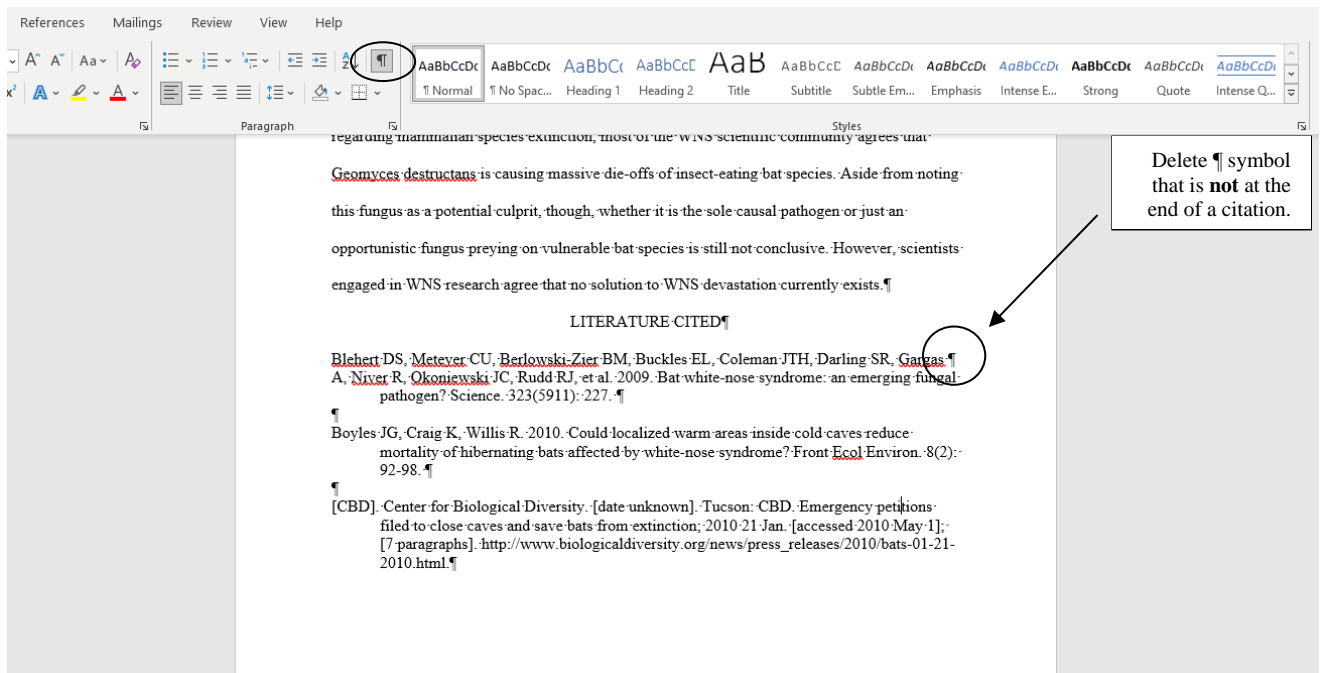 References Mailings Review View Help
Aa
¶
AaBbCcDc AaBbCcDc AaBbCc AaBbCcE AaB AaBbCcD AaBbCcDc AaBbCcDc AaBbCcDc AaBbCcDc AaBbCcDc AaBbCcDc
¶ Normal ¶ No Spac... Heading 1 Heading 2 Title Subtitle Subtle Em... Emphasis Intense E... Strong Quote Intense Q...
Paragraph Styles
regarding mammalian species extinction, most of the WNS scientific community agrees that
Geomyces destructans is causing massive die-offs of insect-eating bat species. Aside from noting
this fungus as a potential culprit, though, whether it is the sole causal pathogen or just an
opportunistic fungus preying on vulnerable bat species is still not conclusive. However, scientists
engaged in WNS research agree that no solution to WNS devastation currently exists.¶
LITERATURE CITED¶
Blehert DS, Meteyer CU, Berlowski-Zier BM, Buckles EL, Coleman JTH, Darling SR, Gargas ¶
A, Niver R, Okoniewski JC, Rudd RJ, et al. 2009. Bat white-nose syndrome: an emerging fungal
pathogen? Science. 323(5911): 227. ¶
¶
Boyles JG, Craig K, Willis R. 2010. Could localized warm areas inside cold caves reduce
mortality of hibernating bats affected by white-nose syndrome? Front Ecol Environ. 8(2):
92-98. ¶
¶
[CBD]. Center for Biological Diversity. [date unknown]. Tucson: CBD. Emergency petitions
filed to close caves and save bats from extinction; 2010 21 Jan. [accessed 2010 May 1];
[7 paragraphs]. http://www.biologicaldiversity.org/news/press_releases/2010/bats-01-21-
2010.html.¶
Delete ¶ symbol
that is not at the
end of a citation.